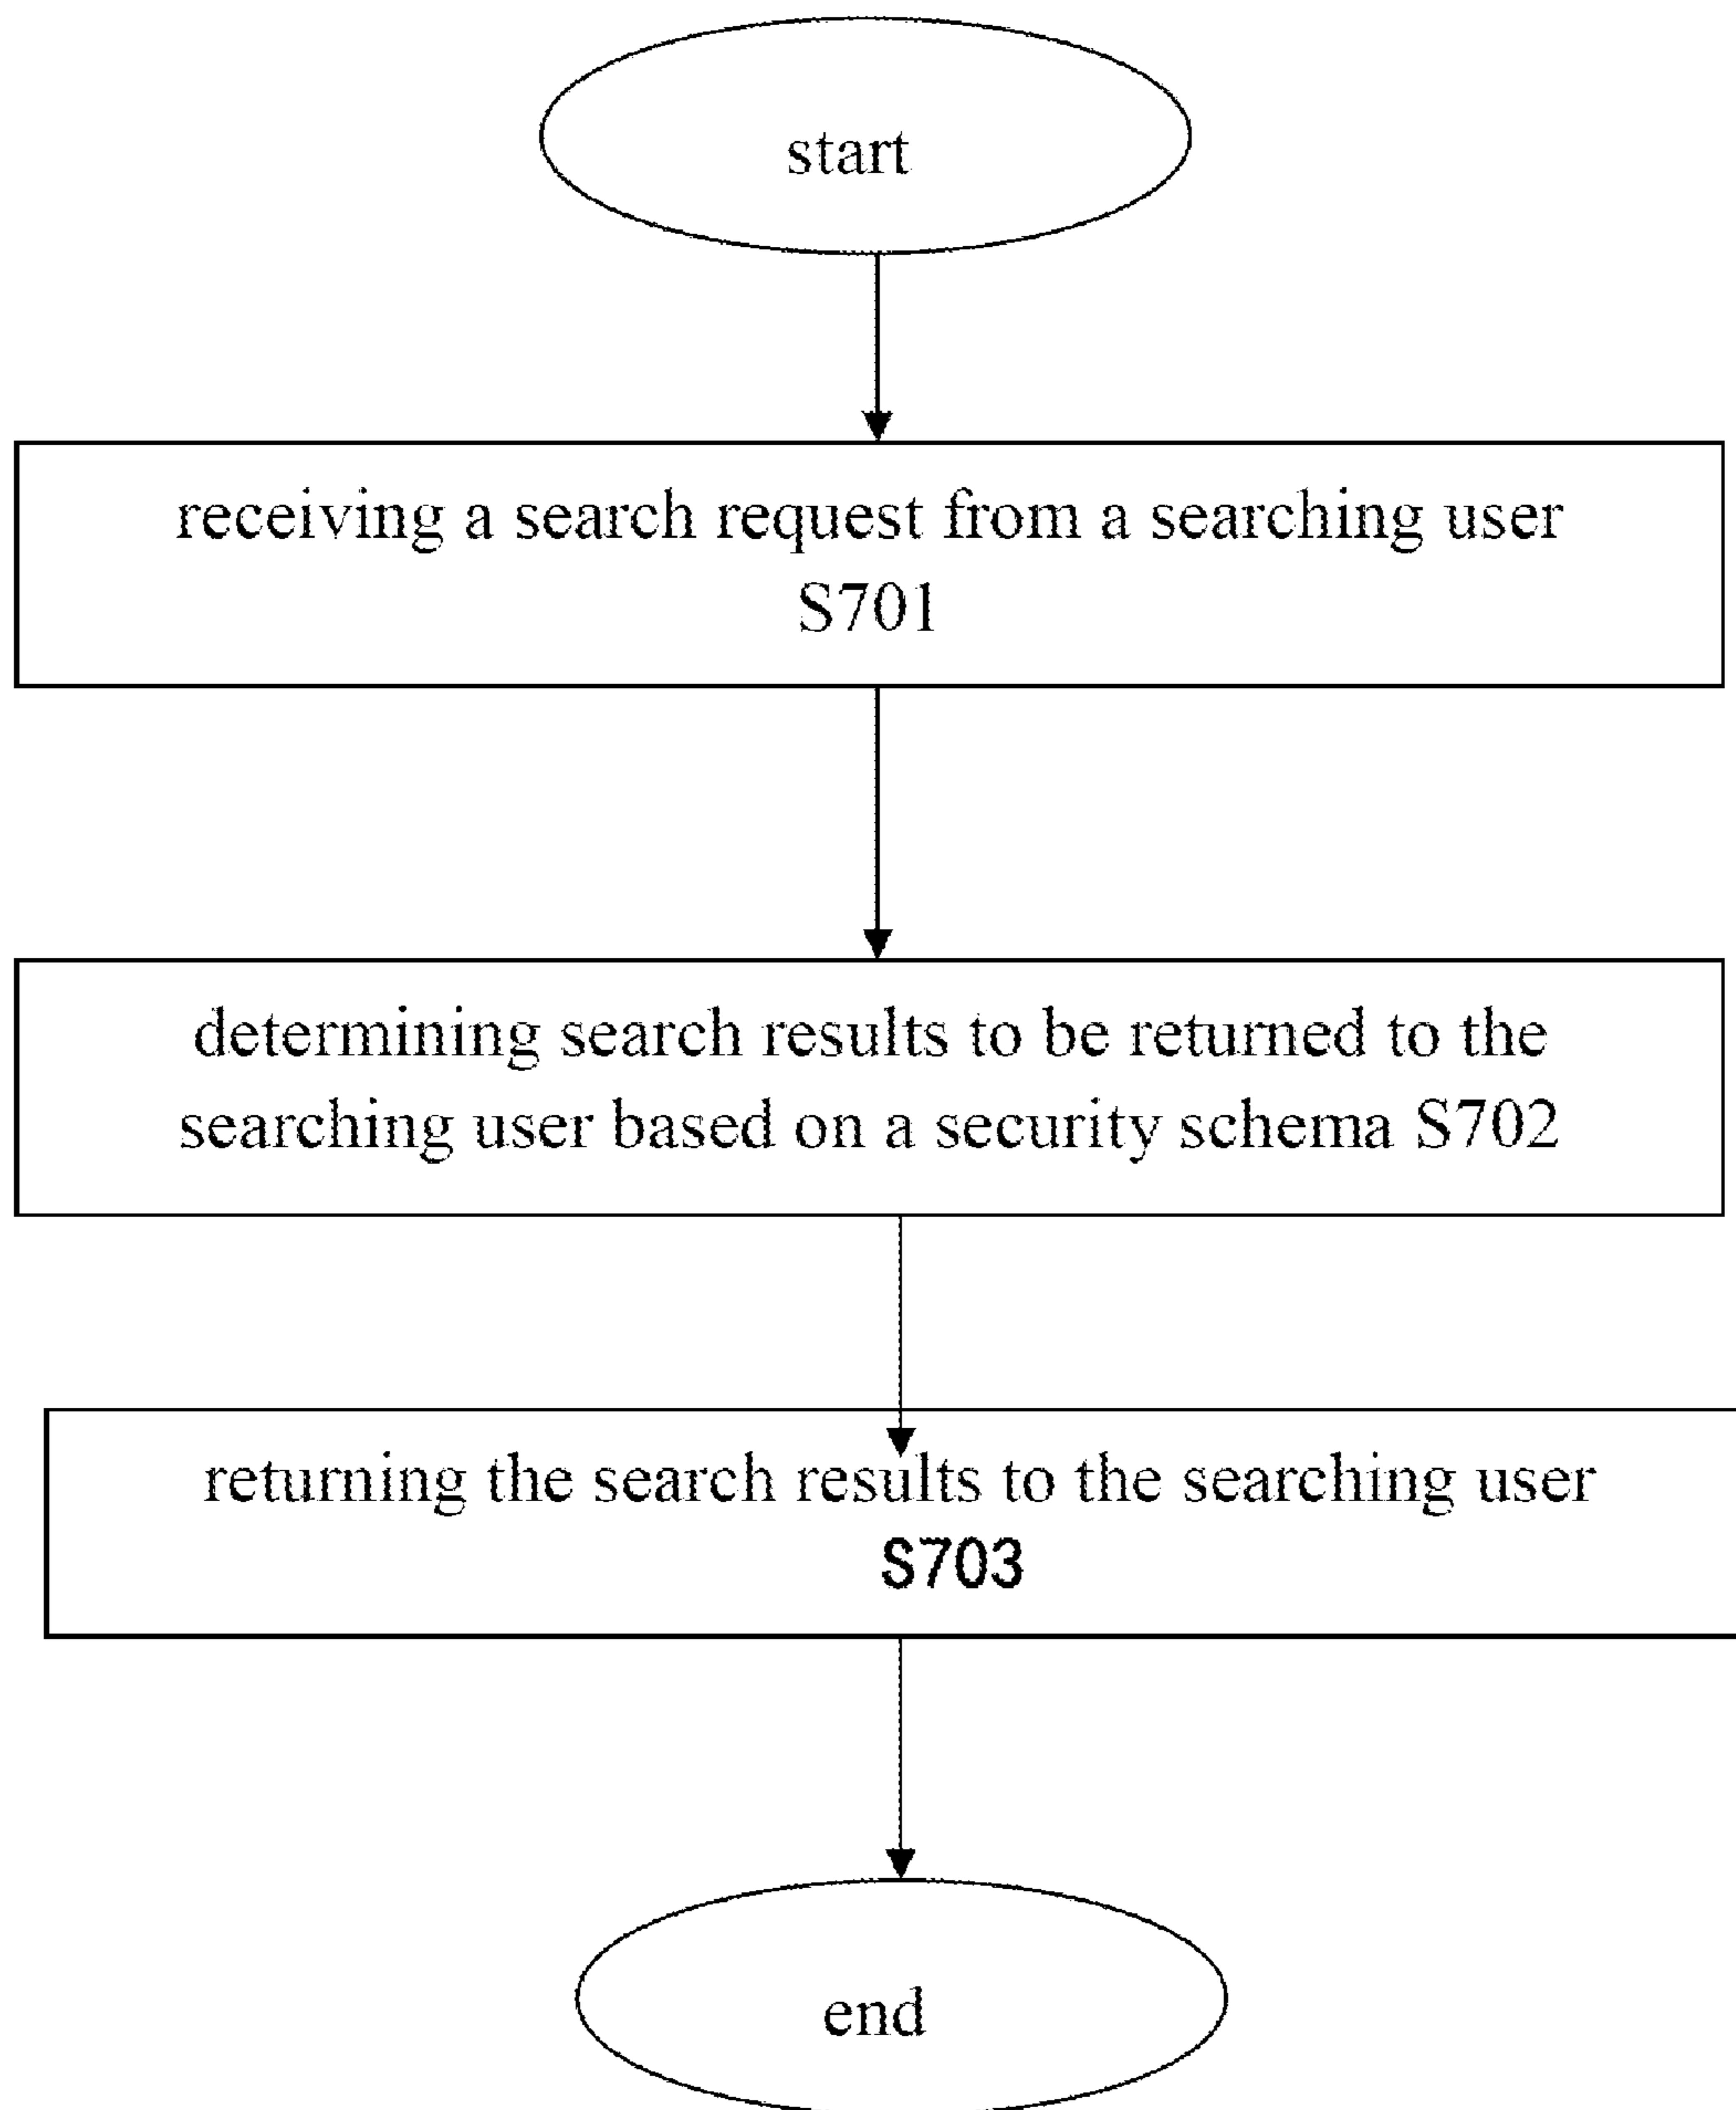 start
receiving a search request from a searching user
S701
determining search results to be returned to the
searching user based on a security schema S702
returning the search results to the searching user
S703
end